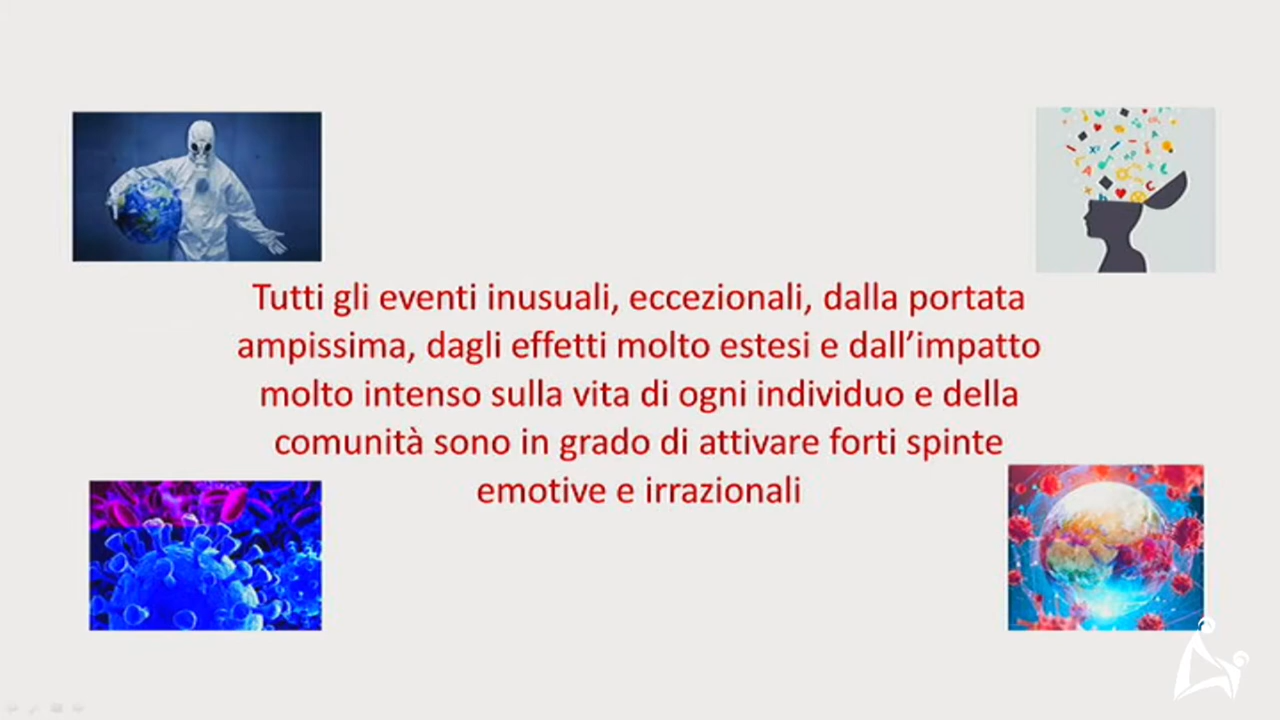 Tutti gli eventi inusuali, eccezionali, dalla portata
ampissima, dagli effetti molto estesi e dall’impatto
molto intenso sulla vita di ogni individuo e della
comunità sono in grado di attivare forti spinte
emotive e irrazionali